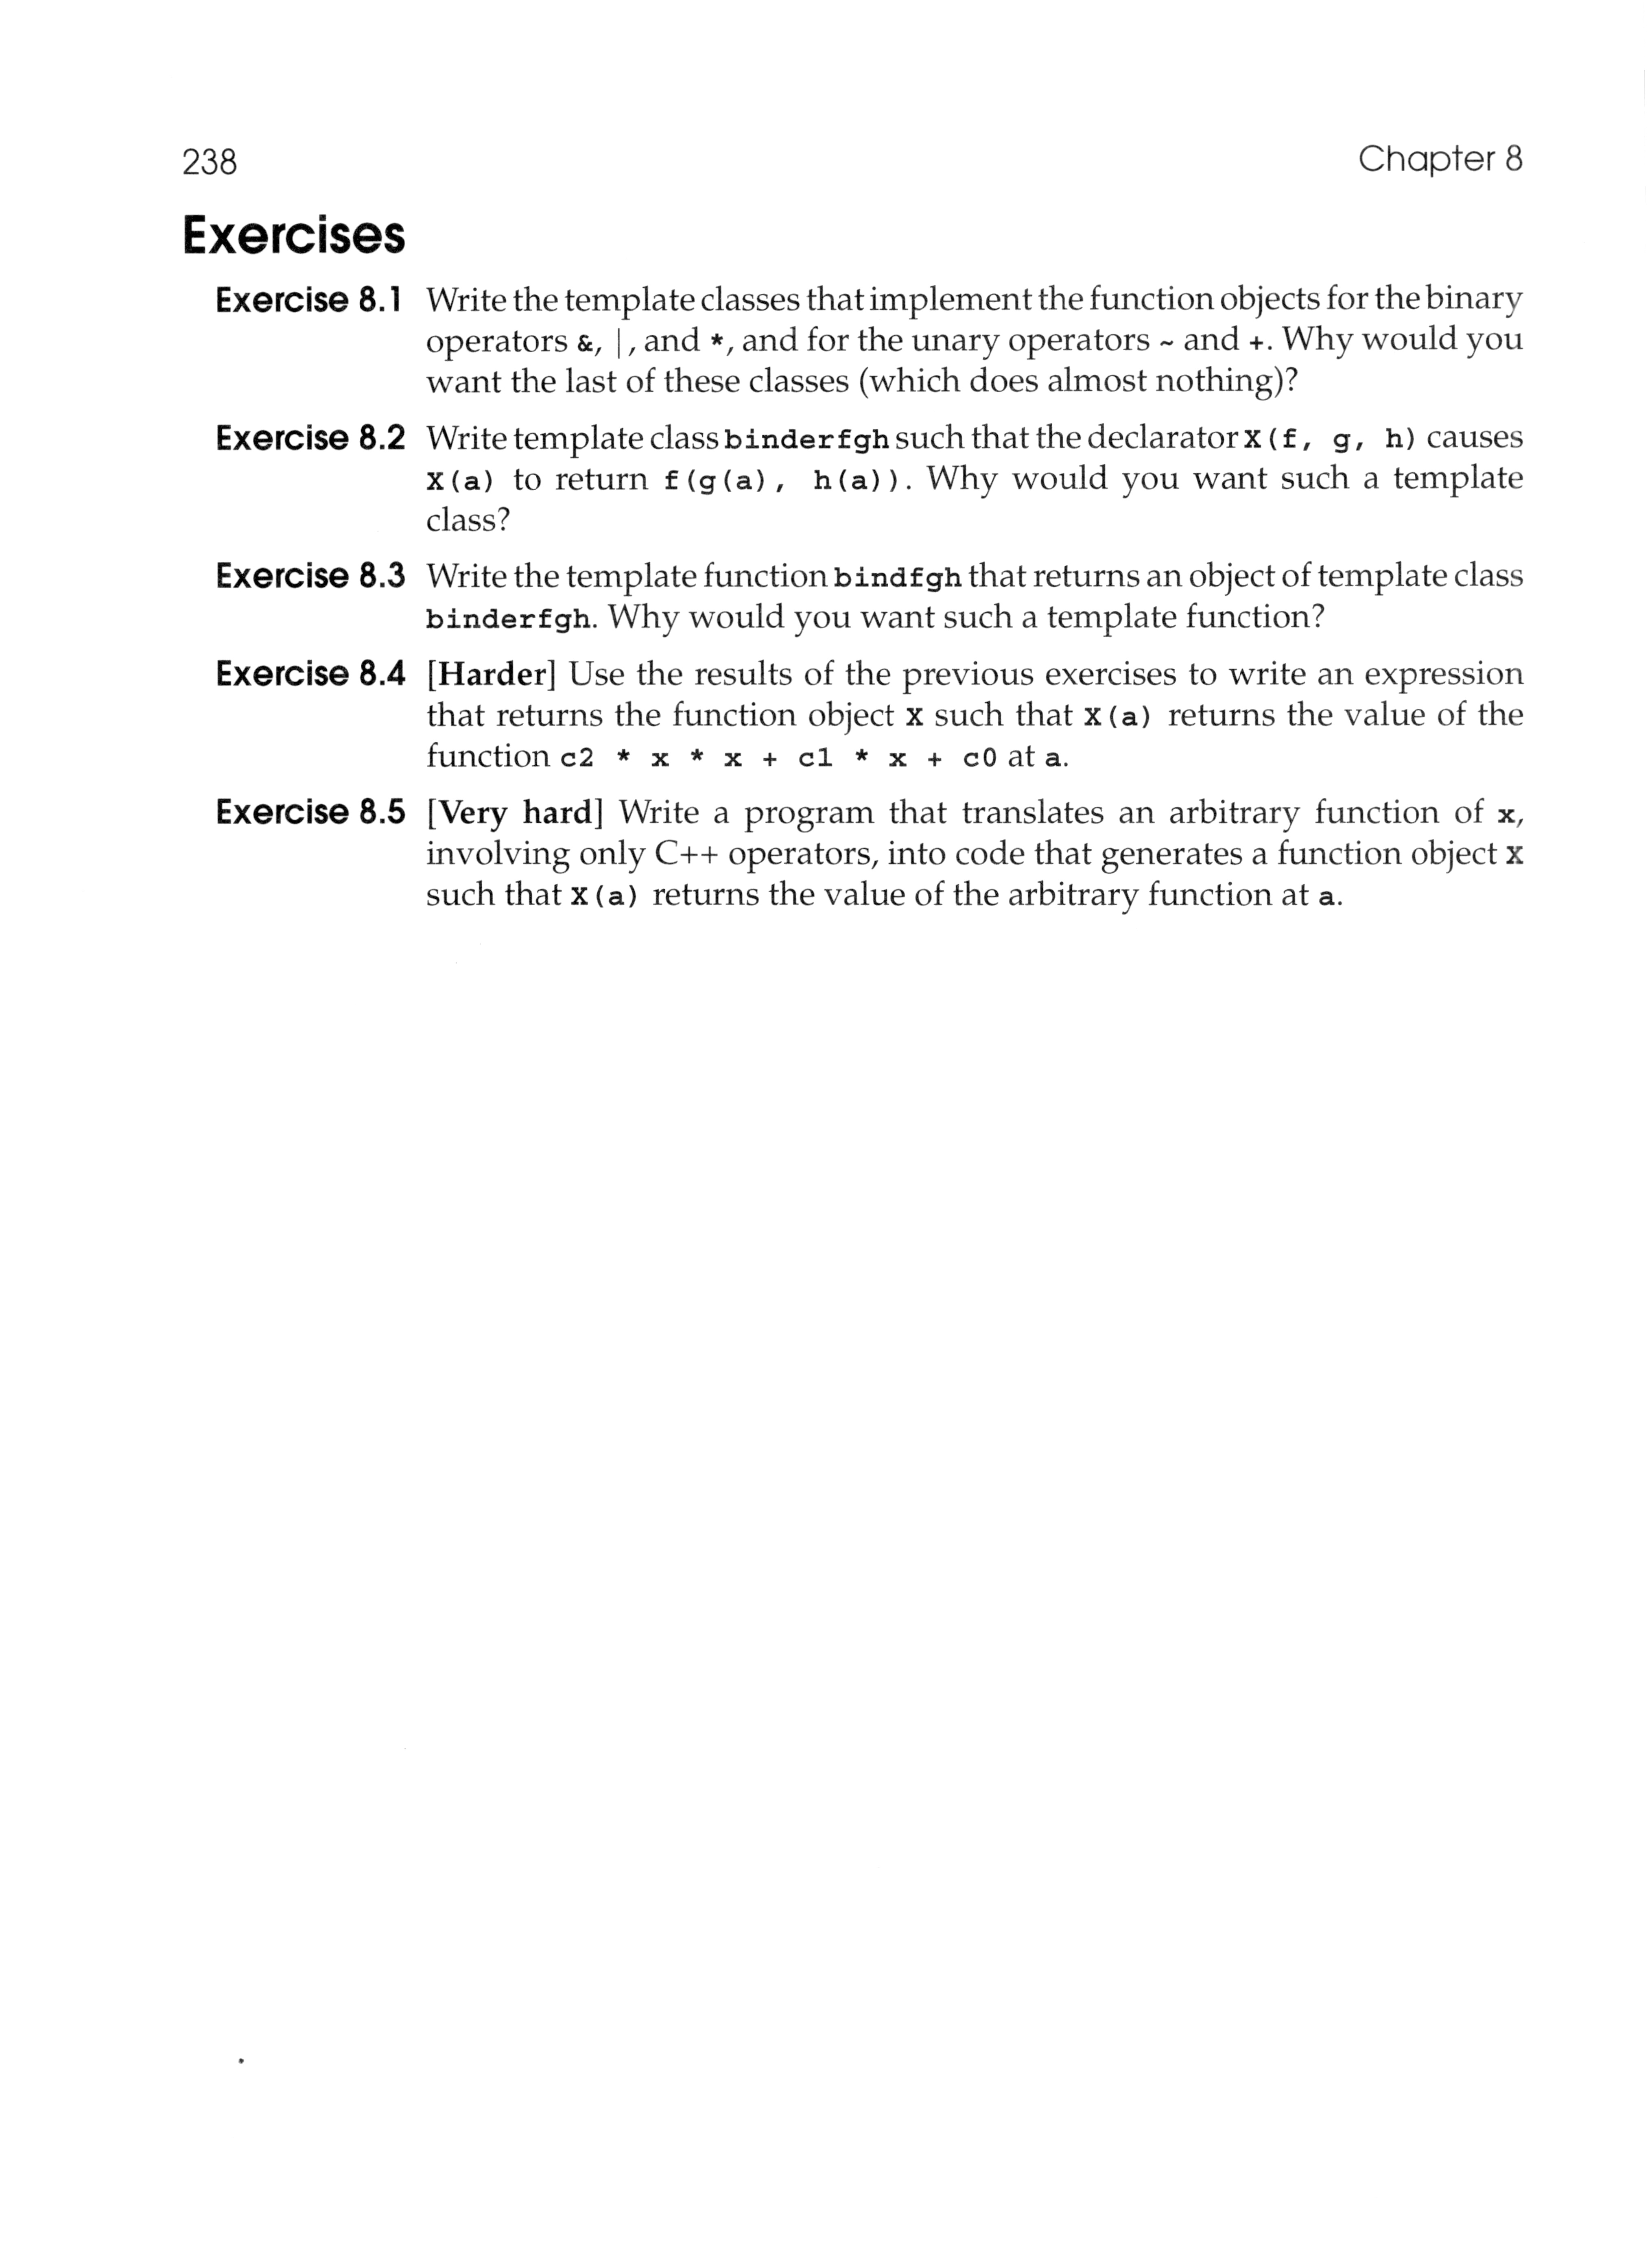 238
Chapter 8
Exercises
Exercise 8.1 Write the template classes that implement the function objects for the binary
operators &, |, and *, and for the unary operators ~ and +. Why would you
want the last of these classes (which does almost nothing)?
Exercise 8.2 Write template class binderfgh such that the declarator X(f, g, h) causes
X(a) to return f(g(a), h(a)). Why would you want such a template
class?
Exercise 8.3 Write the template function bindfgh that returns an object of template class
binderfgh. Why would you want such a template function?
Exercise 8.4 [Harder] Use the results of the previous exercises to write an expression
that returns the function object X such that X(a) returns the value of the
function c2 * x * x + c1 * x + c0 at a.
Exercise 8.5 [Very hard] Write a program that translates an arbitrary function of x,
involving only C++ operators, into code that generates a function object X
such that X(a) returns the value of the arbitrary function at a.